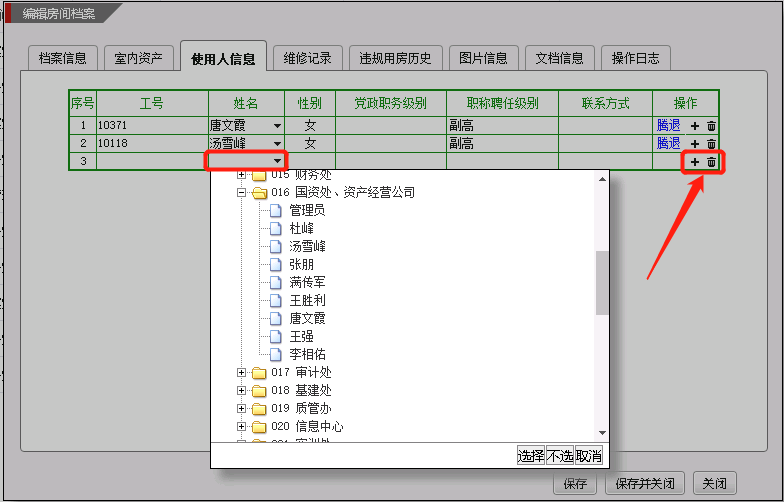 编辑房间档案
档案信息 室内资产 使用人信息 维修记录 违规用房历史 图片信息 文档信息 操作日志
序号 工号 姓名 性别 党政职务级别 职称聘任级别 联系方式 操作
1 10371 唐文霞 女 副高 腾退
2 10118 汤雪峰 女 副高 腾退
3
015 财务处
016 国资处、资产经营公司
管理员
杜峰
汤雪峰
张朋
满传军
王胜利
唐文霞
王强
李相佑
017 审计处
018 基建处
019 质管办
020 信息中心
选择 不选 取消
保存 保存并关闭 关闭